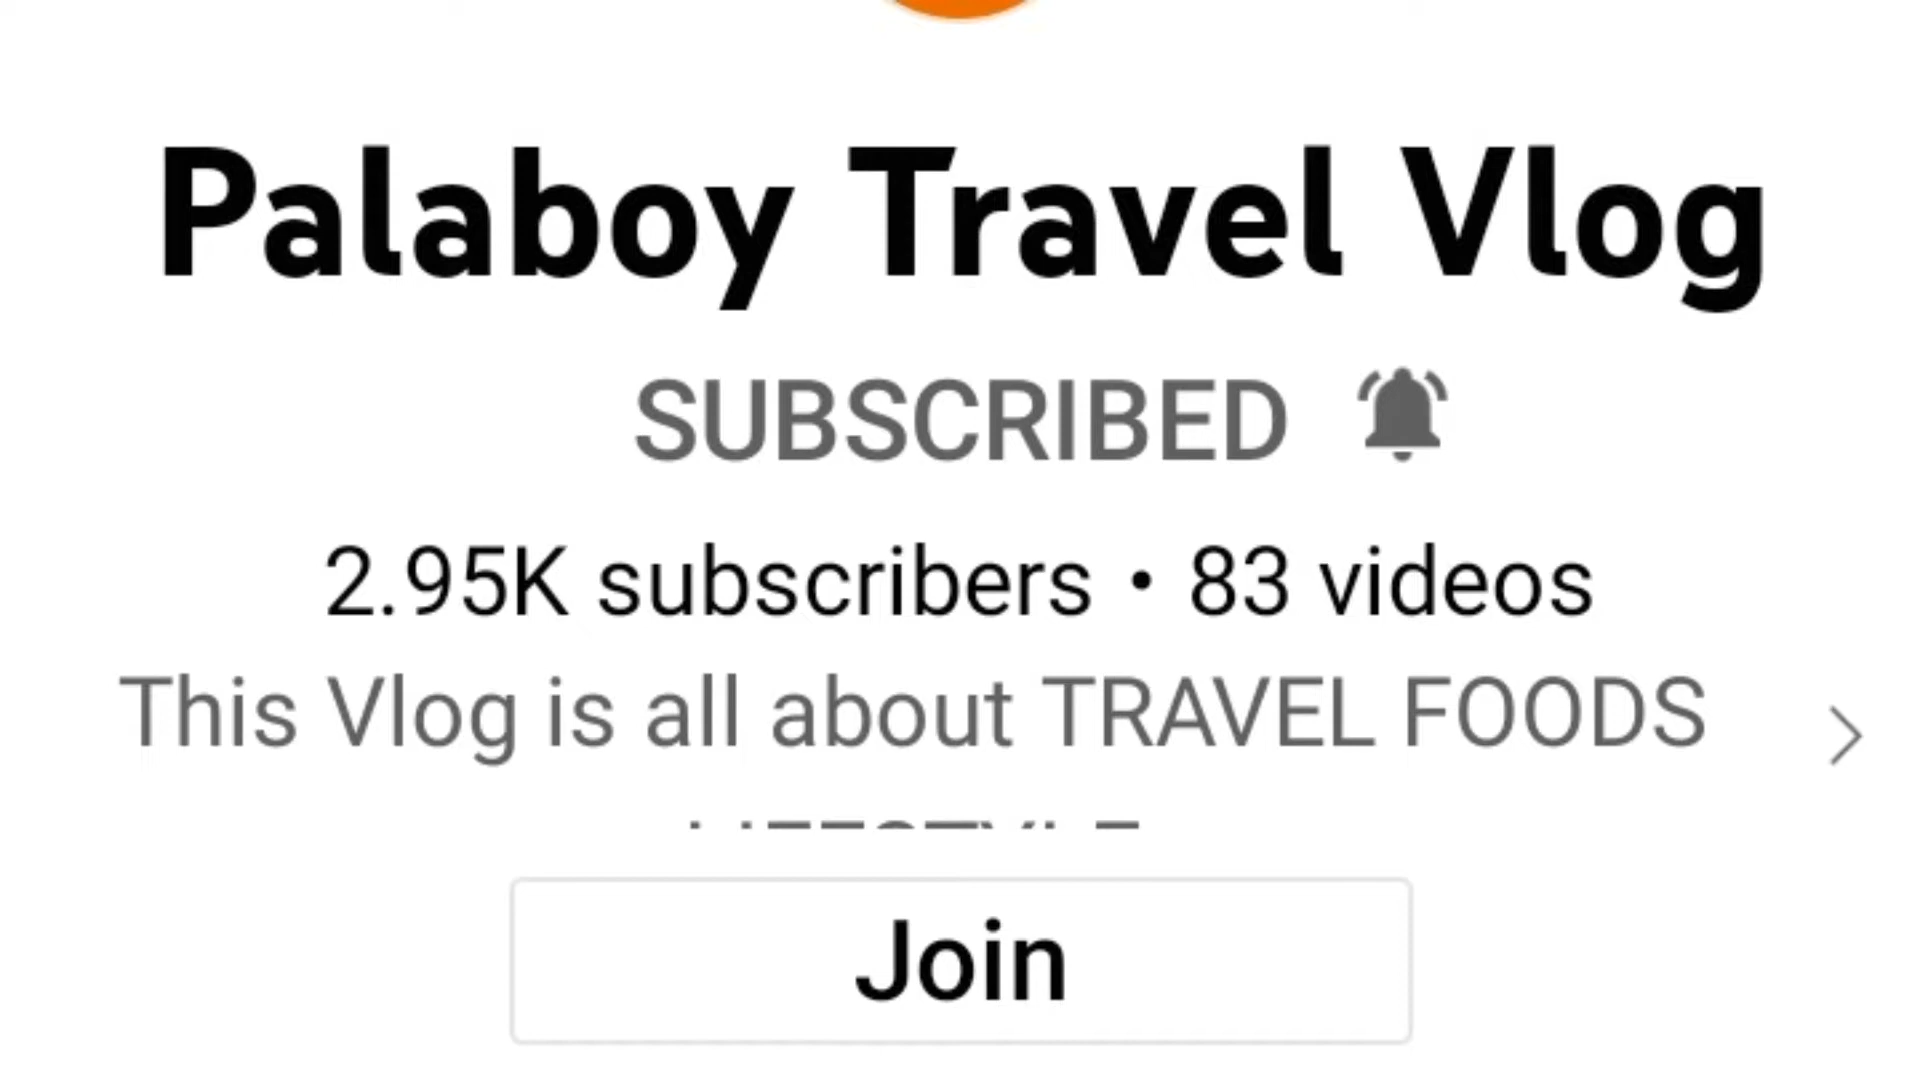 Palaboy Travel Vlog
SUBSCRIBED
2.95K subscribers • 83 videos
This Vlog is all about TRAVEL FOODS
Join